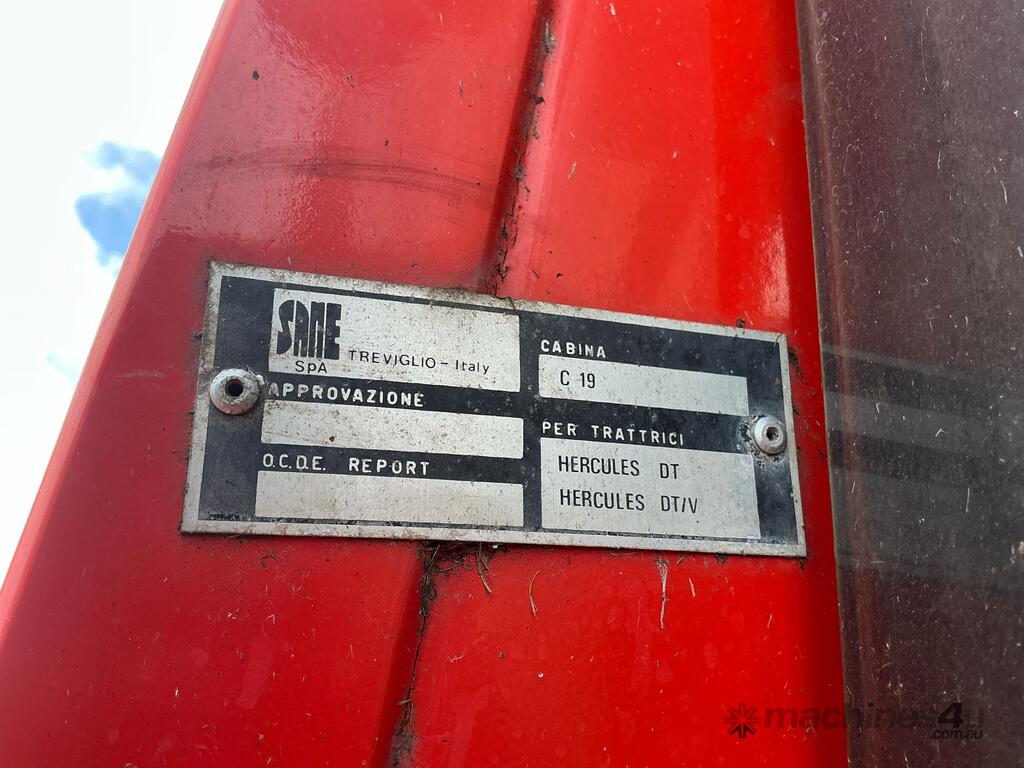 SAME
SPA
TREVIGLIO - Italy
APPROVAZIONE
O.C.D.E. REPORT
CABINA
C 19
PER TRATTRICI
HERCULES DT
HERCULES DT/V
machines4u
.com.au